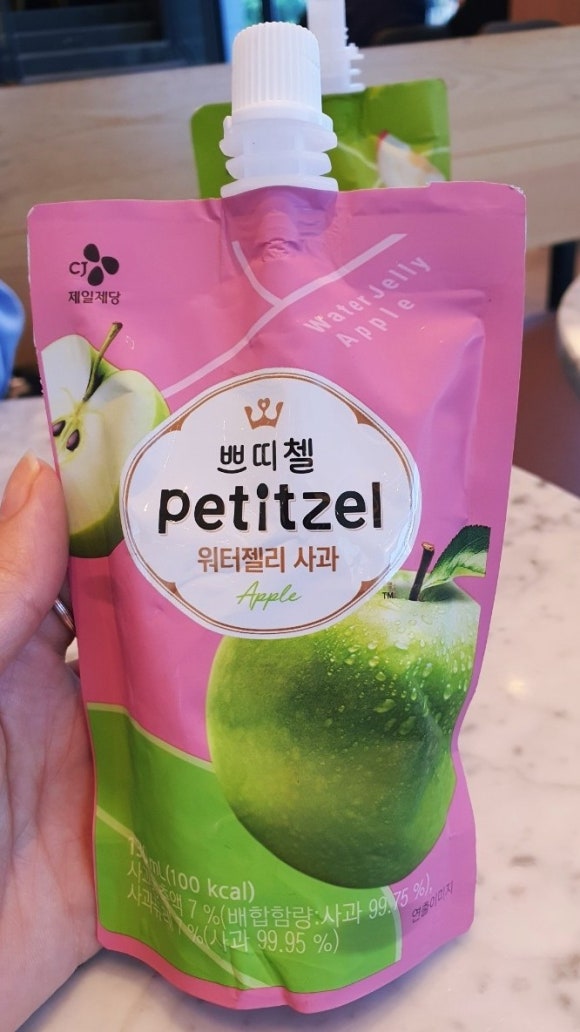 CJ
제일제당
Water Jelly
Apple
쁘띠첼
petitzel
워터젤리 사과
Apple
TM
(100 kcal)
7 %(배합함량:사과 99.75 %),
%(사과 99.95 %)
연출이미지